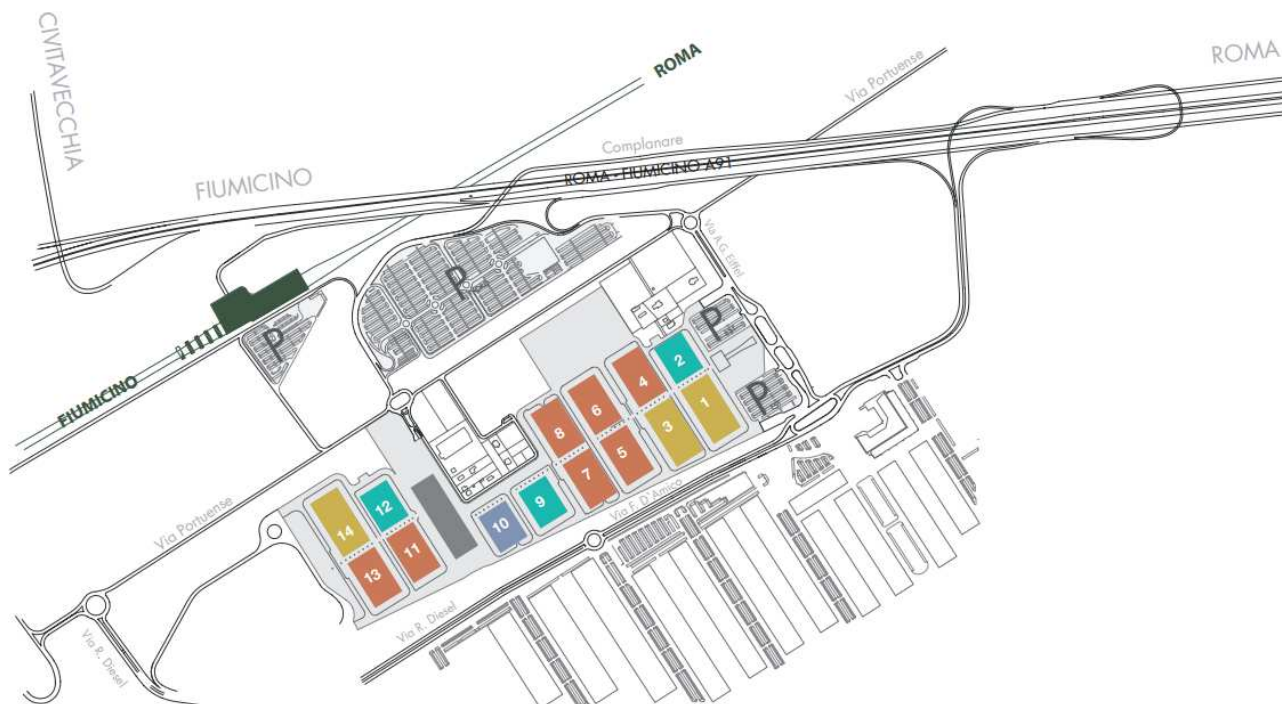 CIVITAVECCHIA
ROMA
ROMA
Via Portuense
Complanare
ROMA - FIUMICINO A91
FIUMICINO
Via A.G. Eiffel
P
P
P
P
FIUMICINO
2
4
1
6
3
8
5
7
12
9
14
10
11
13
Via F. D'Amico
Via Portuense
Via R. Diesel
Via R. Diesel